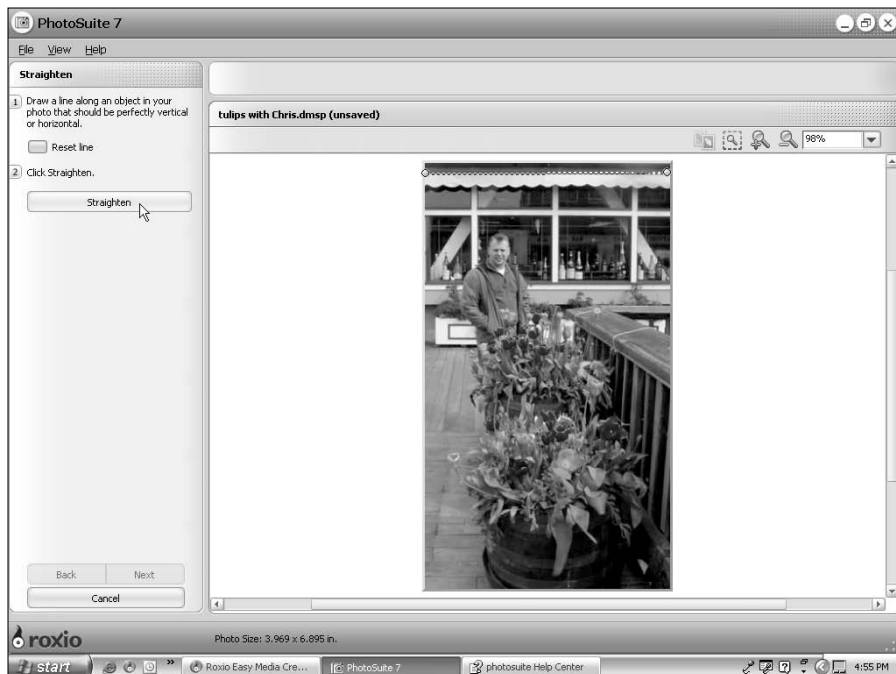 PhotoSuite 7
File View Help
Straighten
1 Draw a line along an object in your
photo that should be perfectly vertical
or horizontal.
Reset line
2 Click Straighten.
Straighten
tulips with Chris.dmsp (unsaved)
98%
Back Next
Cancel
roxio
Photo Size: 3.969 x 6.895 in.
start
Roxio Easy Media Cre...
PhotoSuite 7
photosuite Help Center
4:55 PM